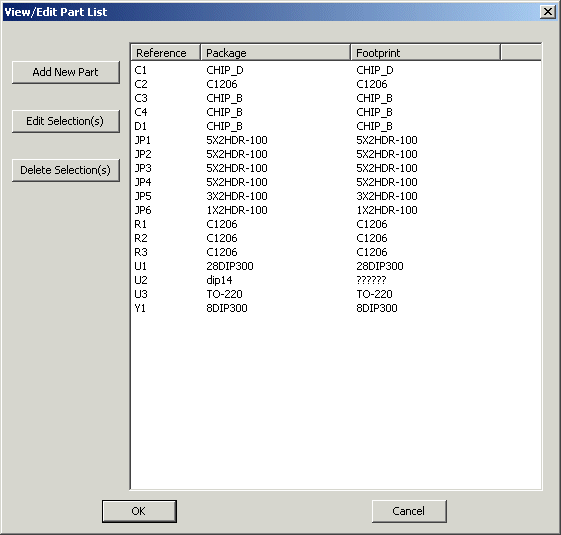 View/Edit Part List
Reference Package Footprint
Add New Part
Edit Selection(s)
Delete Selection(s)
C1 CHIP_D CHIP_D
C2 C1206 C1206
C3 CHIP_B CHIP_B
C4 CHIP_B CHIP_B
D1 CHIP_B CHIP_B
JP1 5X2HDR-100 5X2HDR-100
JP2 5X2HDR-100 5X2HDR-100
JP3 5X2HDR-100 5X2HDR-100
JP4 5X2HDR-100 5X2HDR-100
JP5 3X2HDR-100 3X2HDR-100
JP6 1X2HDR-100 1X2HDR-100
R1 C1206 C1206
R2 C1206 C1206
R3 C1206 C1206
U1 28DIP300 28DIP300
U2 dip14 ??????
U3 TO-220 TO-220
Y1 8DIP300 8DIP300
OK Cancel